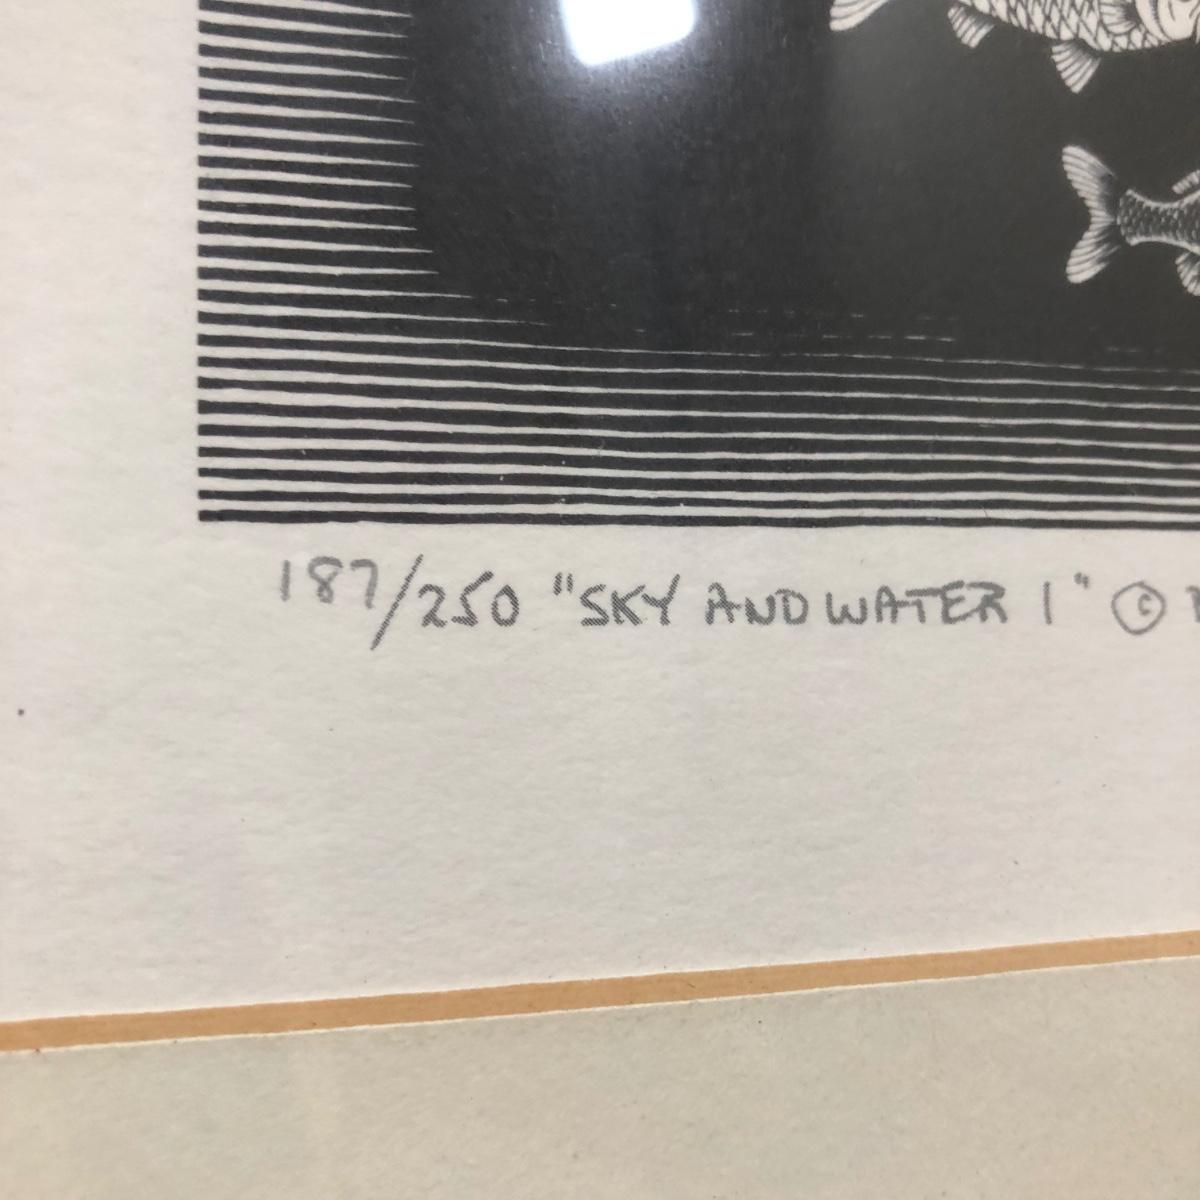 187/250 "SKY AND WATER I" ©